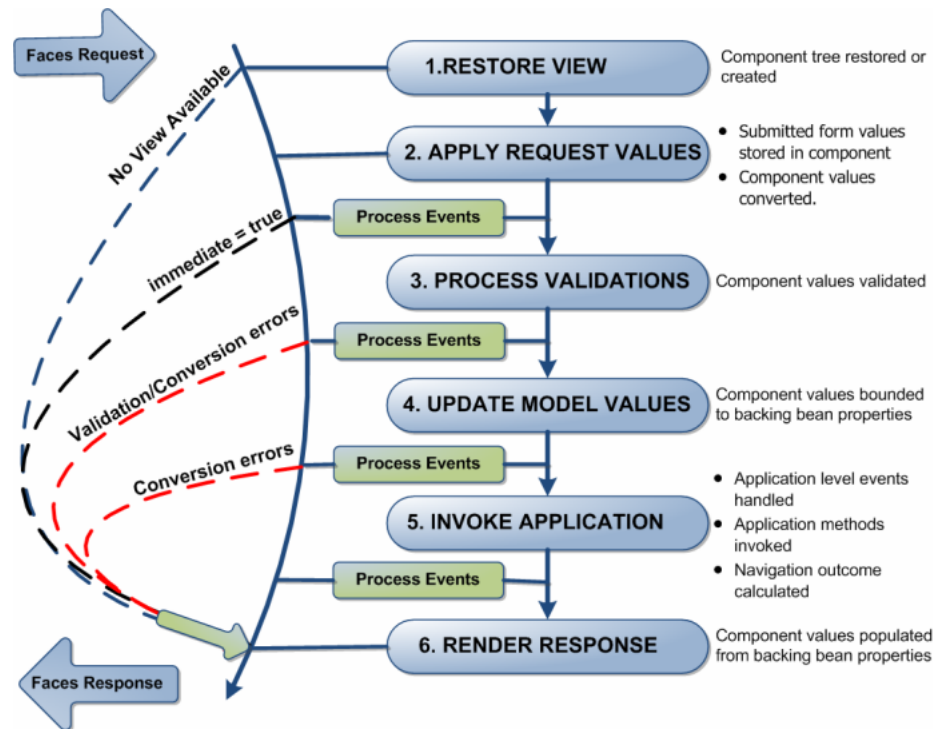 Faces Request
1.RESTORE VIEW
Component tree restored or
created
No View Available
2. APPLY REQUEST VALUES
• Submitted form values
stored in component
• Component values
converted.
immediate = true
Process Events
3. PROCESS VALIDATIONS
Component values validated
Validation/Conversion errors
Process Events
4. UPDATE MODEL VALUES
Component values bounded
to backing bean properties
Conversion errors
Process Events
5. INVOKE APPLICATION
• Application level events
handled
• Application methods
invoked
• Navigation outcome
calculated
Process Events
6. RENDER RESPONSE
Component values populated
from backing bean properties
Faces Response